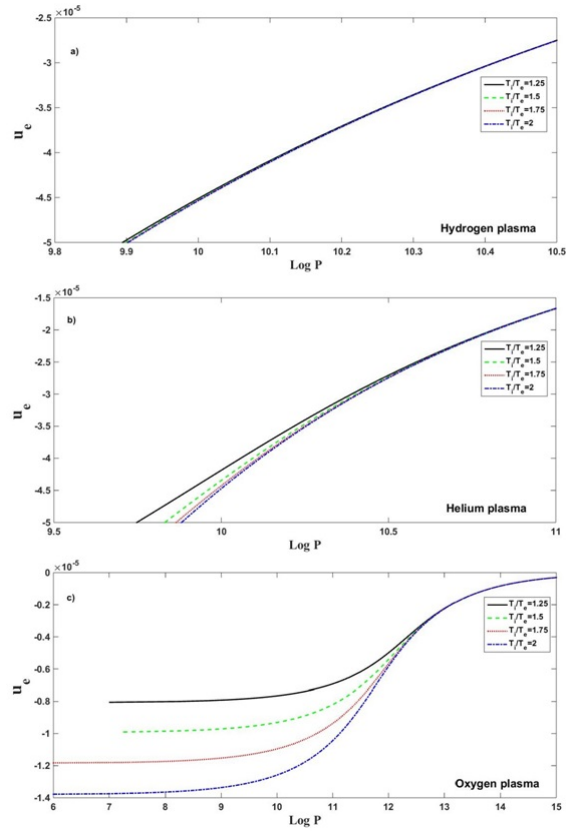 ×10⁻⁵
-2.5
a)
-3
-3.5
-4
-4.5
-5
uₑ
Tᵢ/Tₑ=1.25
Tᵢ/Tₑ=1.5
Tᵢ/Tₑ=1.75
Tᵢ/Tₑ=2
Hydrogen plasma
9.8 9.9 10 10.1 10.2 10.3 10.4 10.5
Log P
×10⁻⁵
-1.5
b)
-2
-2.5
-3
-3.5
-4
-4.5
-5
uₑ
Tᵢ/Tₑ=1.25
Tᵢ/Tₑ=1.5
Tᵢ/Tₑ=1.75
Tᵢ/Tₑ=2
Helium plasma
9.5 10 10.5 11
Log P
×10⁻⁵
0
c)
-0.2
-0.4
-0.6
-0.8
-1
-1.2
-1.4
uₑ
Tᵢ/Tₑ=1.25
Tᵢ/Tₑ=1.5
Tᵢ/Tₑ=1.75
Tᵢ/Tₑ=2
Oxygen plasma
6 7 8 9 10 11 12 13 14 15
Log P